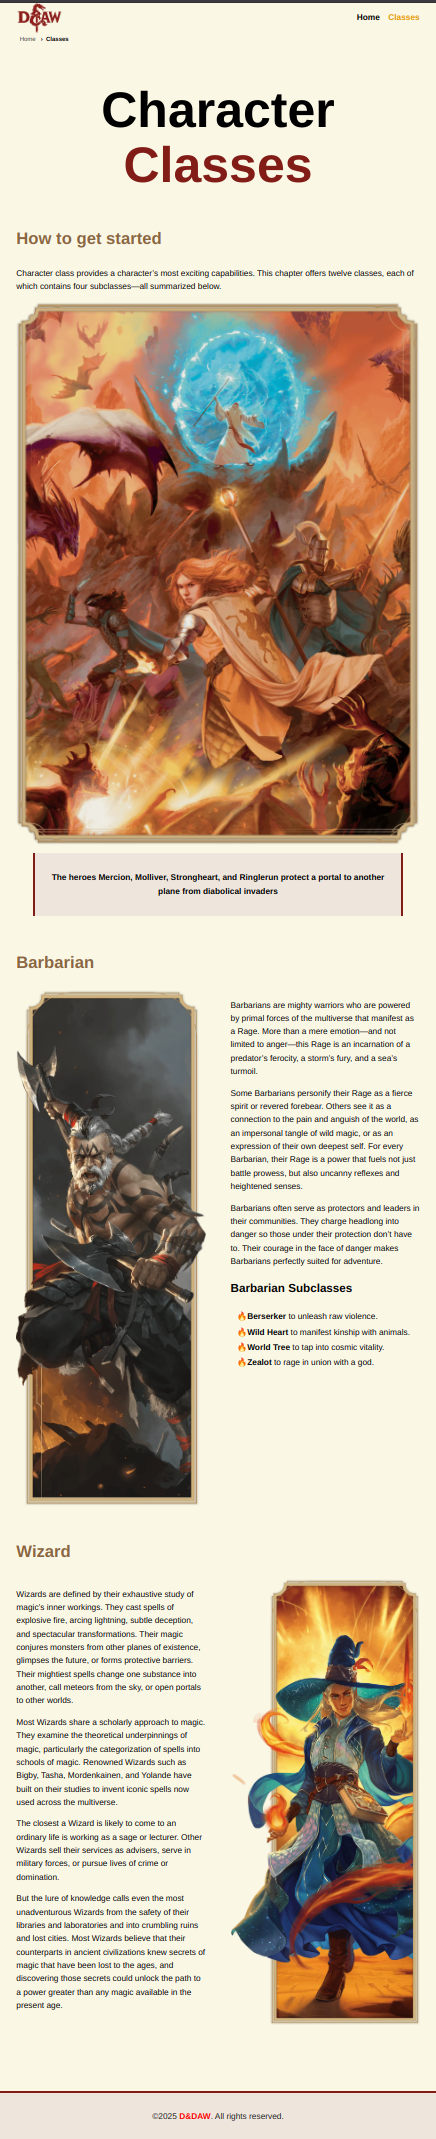 D&AW
Home Classes
Home › Classes
Character
Classes
How to get started
Character class provides a character's most exciting capabilities. This chapter offers twelve classes, each of
which contains four subclasses—all summarized below.
The heroes Mercion, Molliver, Strongheart, and Ringlerun protect a portal to another
plane from diabolical invaders
Barbarian
Barbarians are mighty warriors who are powered
by primal forces of the multiverse that manifest as
a Rage. More than a mere emotion—and not
limited to anger—this Rage is an incarnation of a
predator's ferocity, a storm's fury, and a sea's
turmoil.
Some Barbarians personify their Rage as a fierce
spirit or revered forebear. Others see it as a
connection to the pain and anguish of the world, as
an impersonal tangle of wild magic, or as an
expression of their own deepest self. For every
Barbarian, their Rage is a power that fuels not just
battle prowess, but also uncanny reflexes and
heightened senses.
Barbarians often serve as protectors and leaders in
their communities. They charge headlong into
danger so those under their protection don't have
to. Their courage in the face of danger makes
Barbarians perfectly suited for adventure.
Barbarian Subclasses
🔥Berserker to unleash raw violence.
🔥Wild Heart to manifest kinship with animals.
🔥World Tree to tap into cosmic vitality.
🔥Zealot to rage in union with a god.
Wizard
Wizards are defined by their exhaustive study of
magic's inner workings. They cast spells of
explosive fire, arcing lightning, subtle deception,
and spectacular transformations. Their magic
conjures monsters from other planes of existence,
glimpses the future, or forms protective barriers.
Their mightiest spells change one substance into
another, call meteors from the sky, or open portals
to other worlds.
Most Wizards share a scholarly approach to magic.
They examine the theoretical underpinnings of
magic, particularly the categorization of spells into
schools of magic. Renowned Wizards such as
Bigby, Tasha, Mordenkainen, and Yolande have
built on their studies to invent iconic spells now
used across the multiverse.
The closest a Wizard is likely to come to an
ordinary life is working as a sage or lecturer. Other
Wizards sell their services as advisers, serve in
military forces, or pursue lives of crime or
domination.
But the lure of knowledge calls even the most
unadventurous Wizards from the safety of their
libraries and laboratories and into crumbling ruins
and lost cities. Most Wizards believe that their
counterparts in ancient civilizations knew secrets of
magic that have been lost to the ages, and
discovering those secrets could unlock the path to
a power greater than any magic available in the
present age.
©2025 D&DAW. All rights reserved.